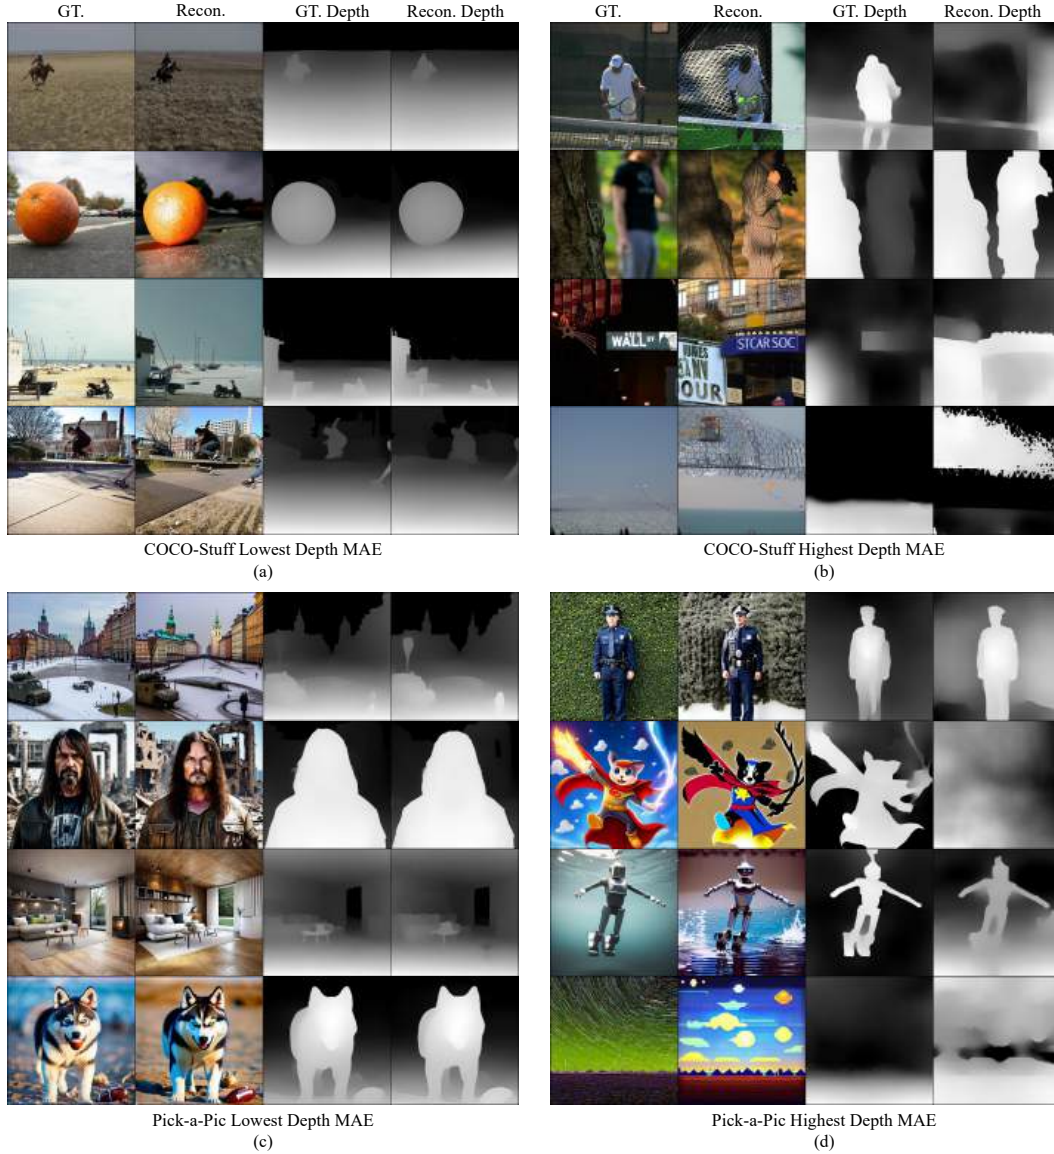 GT. Recon. GT. Depth Recon. Depth
GT. Recon. GT. Depth Recon. Depth
WALL ST
STCAR SOC
OUR
COCO-Stuff Lowest Depth MAE
(a)
COCO-Stuff Highest Depth MAE
(b)
Pick-a-Pic Lowest Depth MAE
(c)
Pick-a-Pic Highest Depth MAE
(d)